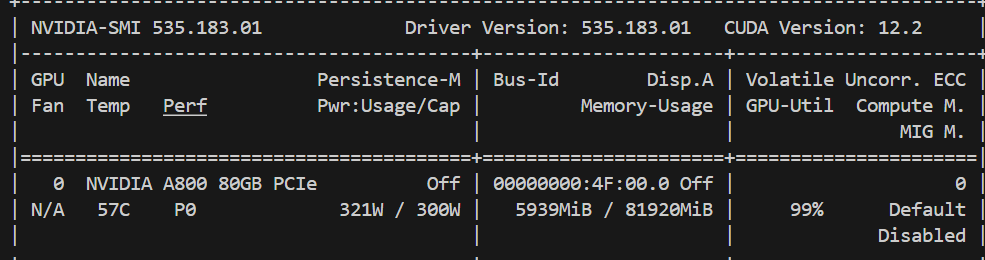 NVIDIA-SMI 535.183.01 Driver Version: 535.183.01 CUDA Version: 12.2
GPU Name Persistence-M | Bus-Id Disp.A | Volatile Uncorr. ECC
Fan Temp Perf Pwr:Usage/Cap | Memory-Usage | GPU-Util Compute M.
MIG M.
0 NVIDIA A800 80GB PCIe Off | 00000000:4F:00.0 Off | 0
N/A 57C P0 321W / 300W | 5939MiB / 81920MiB | 99% Default
Disabled